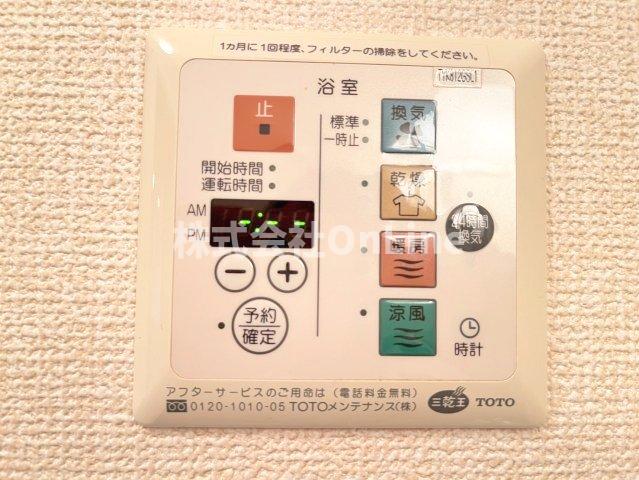 1ヵ月に1回程度、フィルターの掃除をしてください。
浴室
止
標準
一時止
換気
開始時間
運転時間
乾燥
AM
PM
24時間
換気
株式会社OnLine
暖房
予約
確定
涼風
時計
アフターサービスのご用命は（電話料金無料）
0120-1010-05 TOTOメンテナンス(株)
三乾王 TOTO